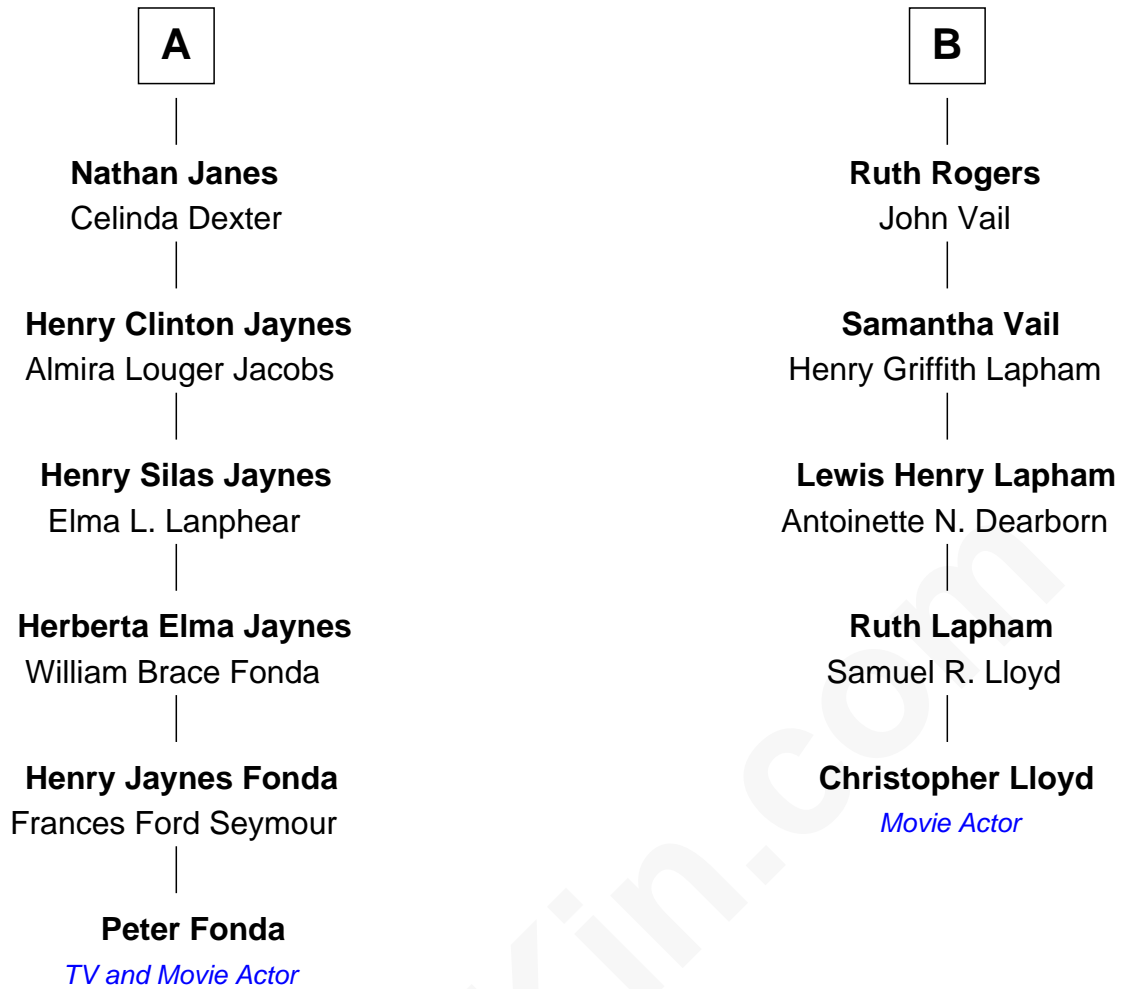 A
Nathan Janes
Celinda Dexter
Henry Clinton Jaynes
Almira Louger Jacobs
Henry Silas Jaynes
Elma L. Lanphear
Herberta Elma Jaynes
William Brace Fonda
Henry Jaynes Fonda
Frances Ford Seymour
Peter Fonda
TV and Movie Actor
B
Ruth Rogers
John Vail
Samantha Vail
Henry Griffith Lapham
Lewis Henry Lapham
Antoinette N. Dearborn
Ruth Lapham
Samuel R. Lloyd
Christopher Lloyd
Movie Actor
Kin.com